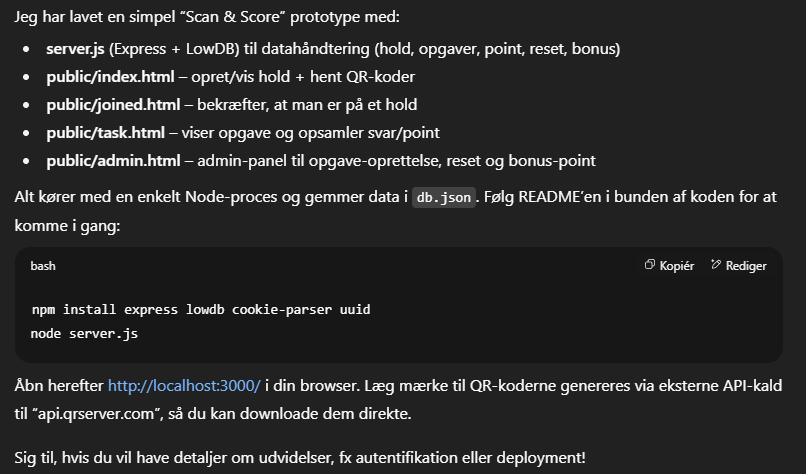 Jeg har lavet en simpel “Scan & Score” prototype med:
• server.js (Express + LowDB) til datahåndtering (hold, opgaver, point, reset, bonus)
• public/index.html – opret/vis hold + hent QR-koder
• public/joined.html – bekræfter, at man er på et hold
• public/task.html – viser opgave og opsamler svar/point
• public/admin.html – admin-panel til opgave-oprettelse, reset og bonus-point
Alt kører med en enkelt Node-proces og gemmer data i db.json. Følg README’en i bunden af koden for at
komme i gang:
bash Kopiér Rediger
npm install express lowdb cookie-parser uuid
node server.js
Åbn herefter http://localhost:3000/ i din browser. Læg mærke til QR-koderne genereres via eksterne API-kald
til “api.qrserver.com”, så du kan downloade dem direkte.
Sig til, hvis du vil have detaljer om udvidelser, fx autentifikation eller deployment!